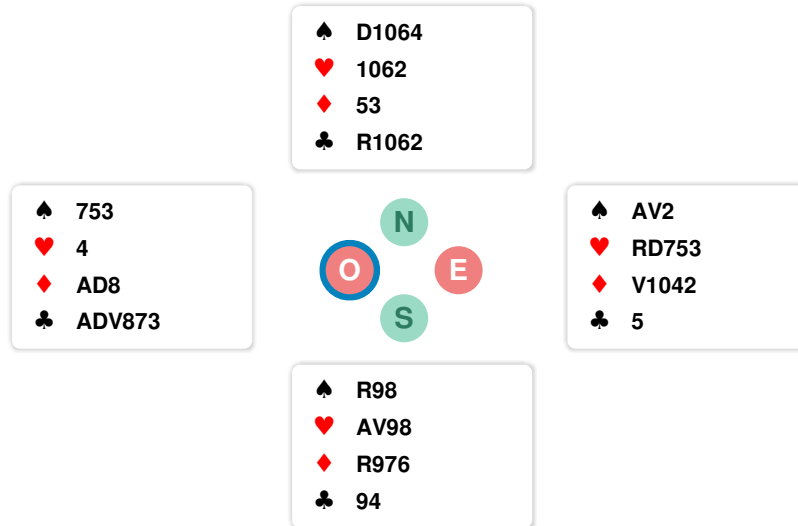 ♠ D1064
♥ 1062
♦ 53
♣ R1062
♠ 753
♥ 4
♦ AD8
♣ ADV873
N
O E
S
♠ AV2
♥ RD753
♦ V1042
♣ 5
♠ R98
♥ AV98
♦ R976
♣ 94